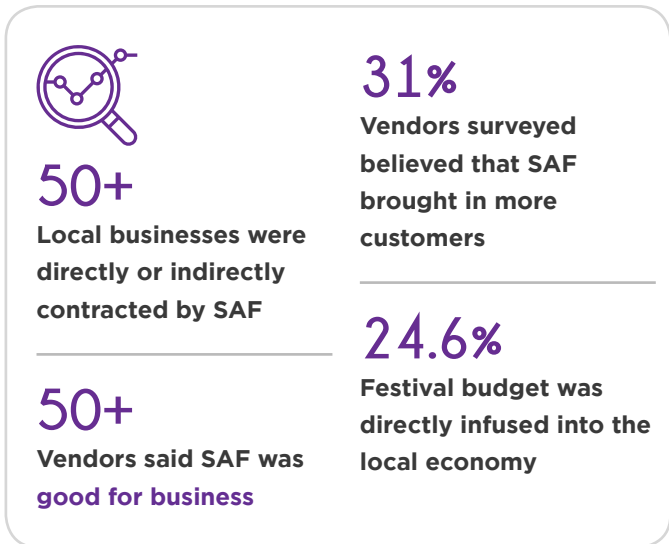 50+
Local businesses were
directly or indirectly
contracted by SAF
50+
Vendors said SAF was
good for business
31%
Vendors surveyed
believed that SAF
brought in more
customers
24.6%
Festival budget was
directly infused into the
local economy